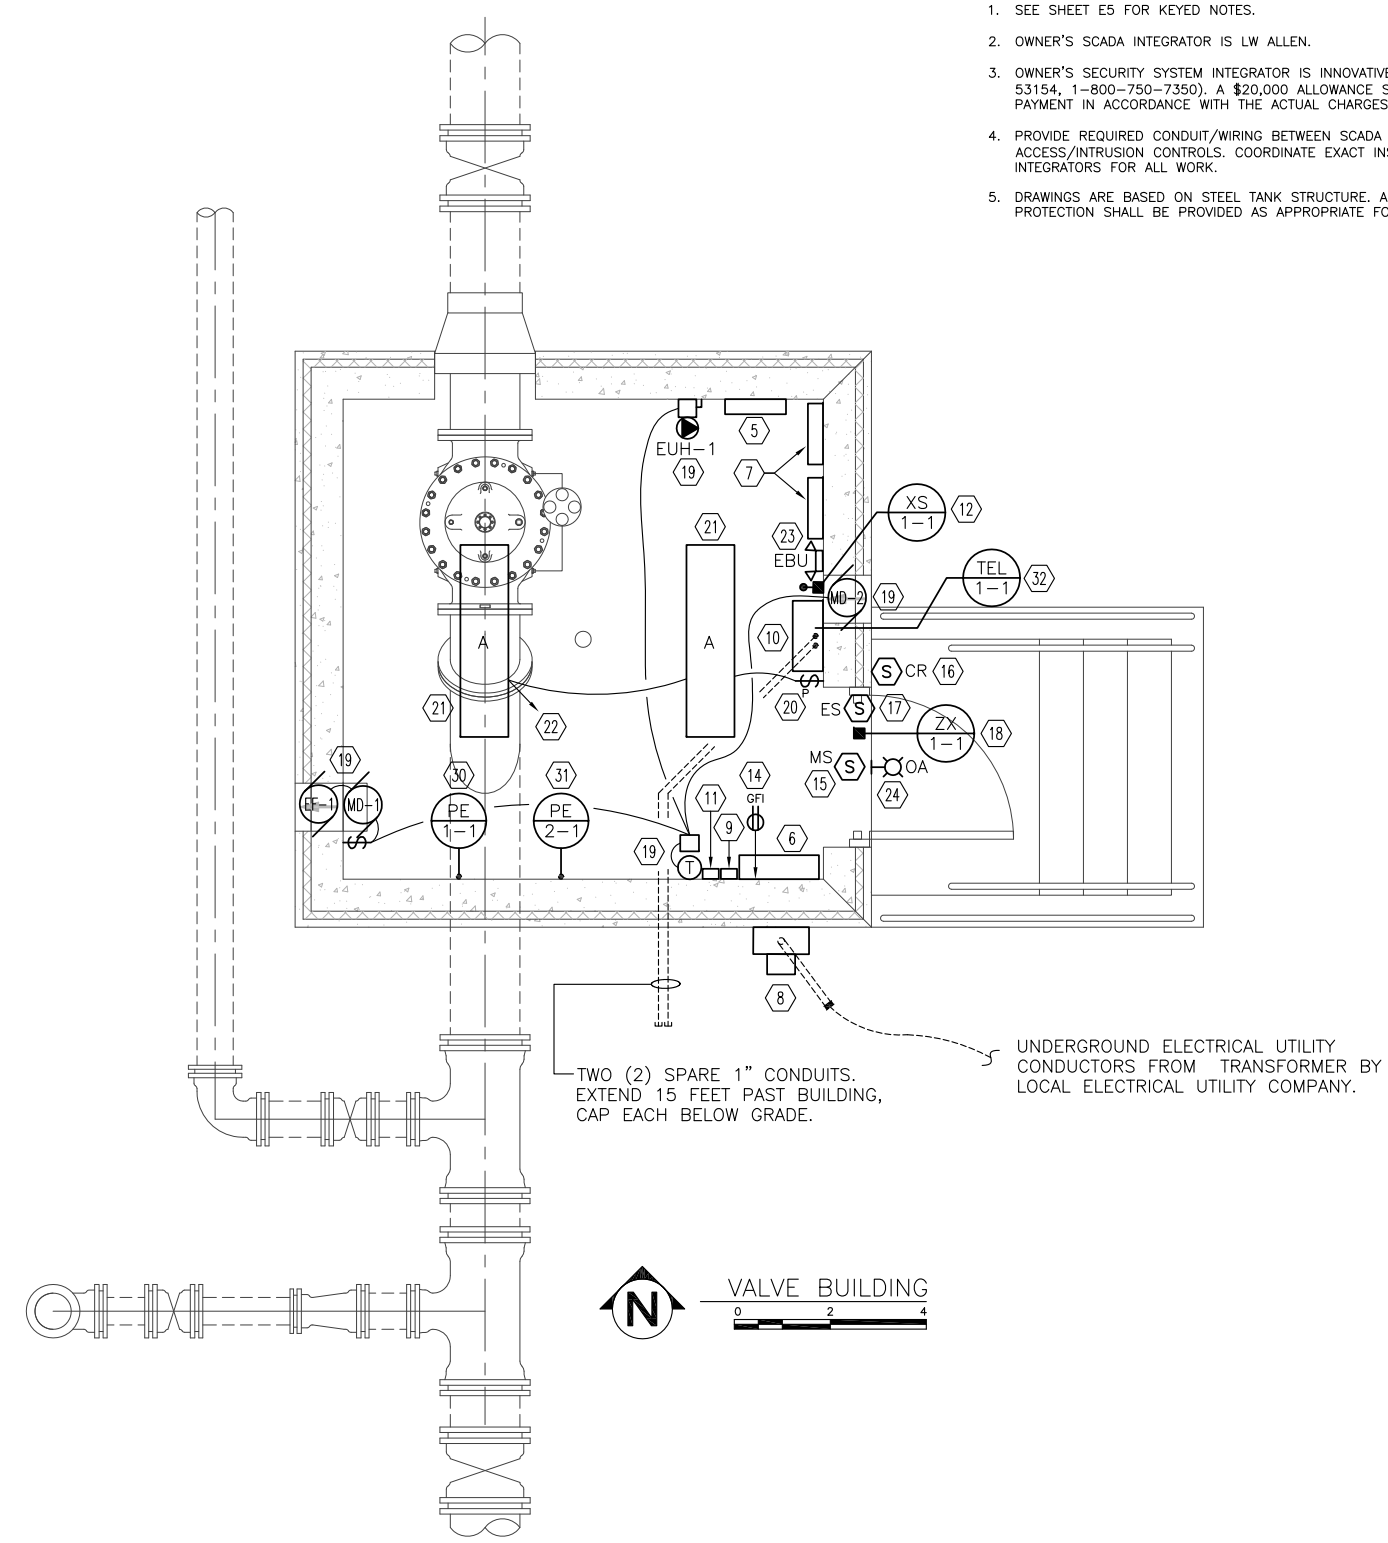 1. SEE SHEET E5 FOR KEYED NOTES.
2. OWNER'S SCADA INTEGRATOR IS LW ALLEN.
3. OWNER'S SECURITY SYSTEM INTEGRATOR IS INNOVATIVE
53154, 1-800-750-7350). A $20,000 ALLOWANCE S
PAYMENT IN ACCORDANCE WITH THE ACTUAL CHARGES
4. PROVIDE REQUIRED CONDUIT/WIRING BETWEEN SCADA
ACCESS/INTRUSION CONTROLS. COORDINATE EXACT INS
INTEGRATORS FOR ALL WORK.
5. DRAWINGS ARE BASED ON STEEL TANK STRUCTURE. A
PROTECTION SHALL BE PROVIDED AS APPROPRIATE FO
EUH-1
19
5
7
XS
1-1
12
21
23
EBU
TEL
1-1
32
MD-2
19
10
A
A
S CR 16
S
P
20
ES S 17
21
22
ZX
1-1
18
MS S
15
OA
24
19
30
31
14
GFI
EF-1
MD-1
S
PE
1-1
PE
2-1
11
9
6
19
T
8
UNDERGROUND ELECTRICAL UTILITY
CONDUCTORS FROM TRANSFORMER BY
LOCAL ELECTRICAL UTILITY COMPANY.
TWO (2) SPARE 1" CONDUITS.
EXTEND 15 FEET PAST BUILDING,
CAP EACH BELOW GRADE.
N
VALVE BUILDING
0 2 4